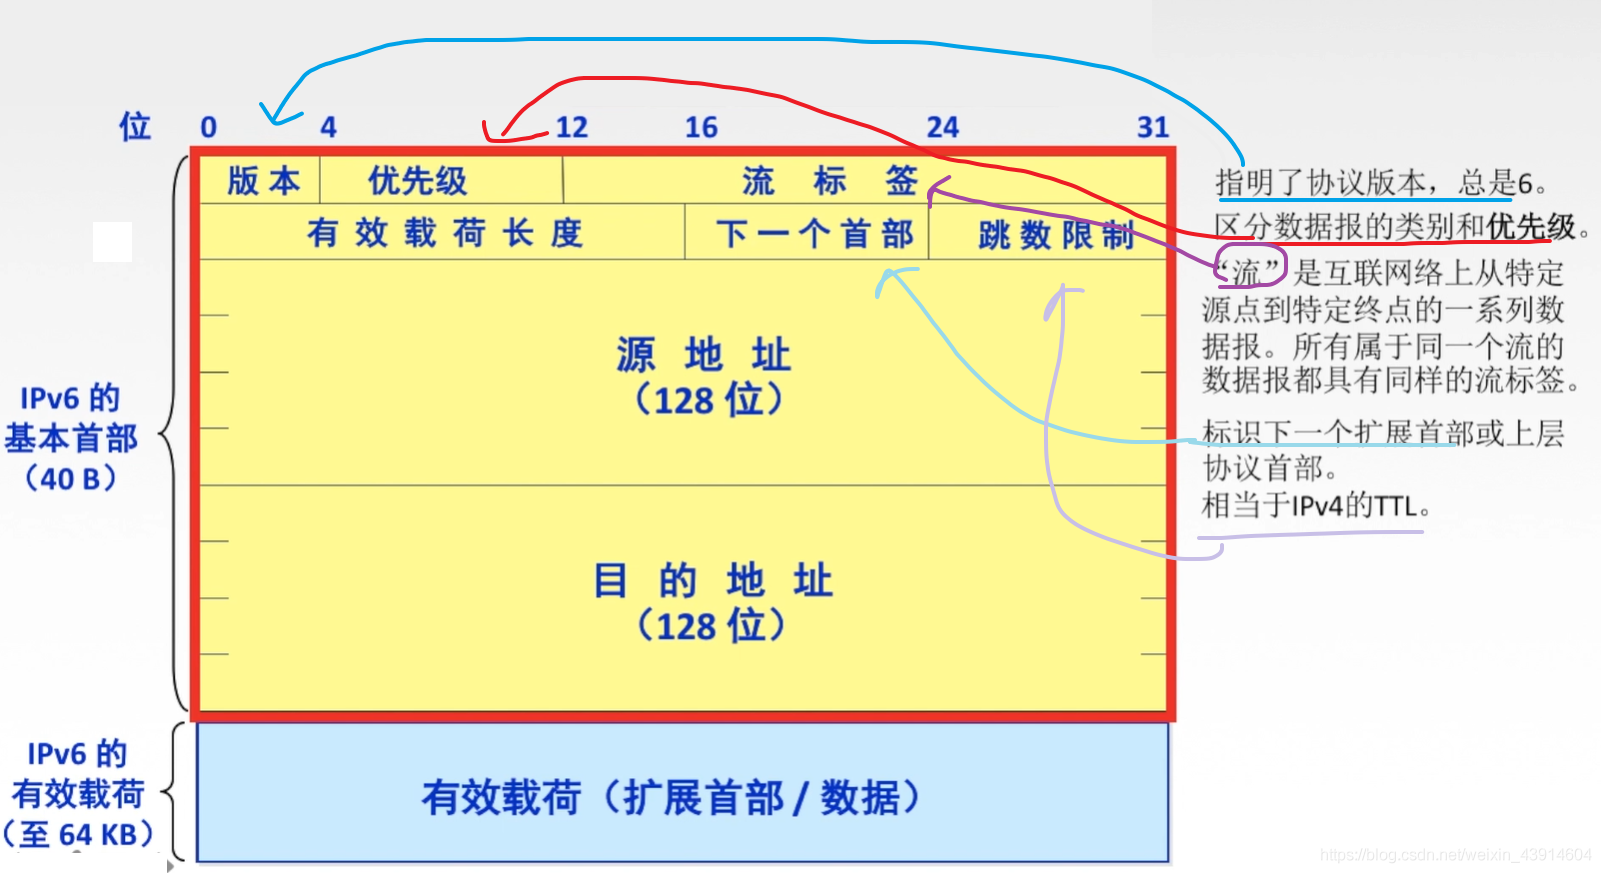 位 0 4 12 16 24 31
版本 优先级 流标签
有效载荷长度 下一个首部 跳数限制
源地址
（128 位）
目的地址
（128 位）
IPv6 的
基本首部
（40 B）
IPv6 的
有效载荷
（至 64 KB）
有效载荷（扩展首部 / 数据）
指明了协议版本，总是6。
区分数据报的类别和优先级。
“流”是互联网络上从特定
源点到特定终点的一系列数
据报。所有属于同一个流的
数据报都具有同样的流标签。
标识下一个扩展首部或上层
协议首部。
相当于IPv4的TTL。
https://blog.csdn.net/weixin_43914604